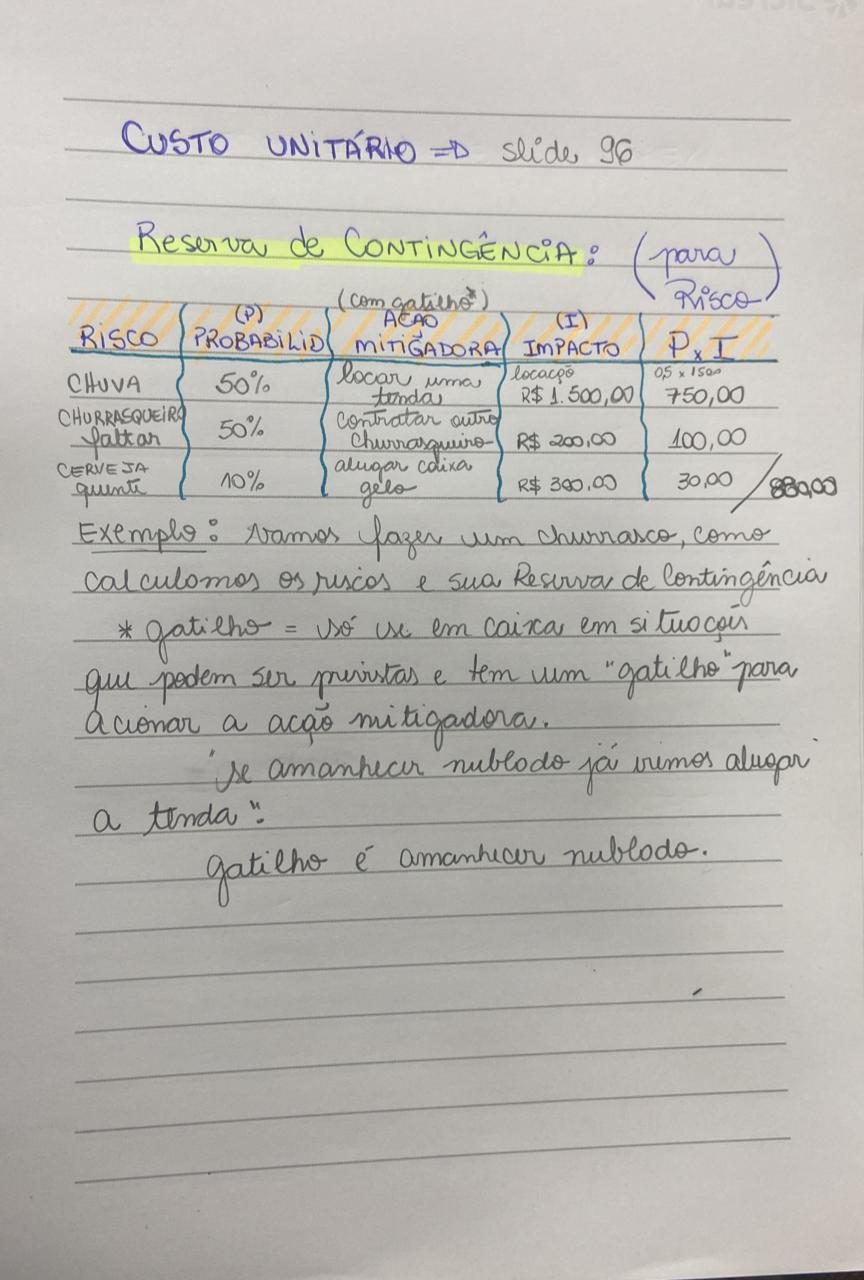 CUSTO UNITÁRIO => slide 96
Reserva de CONTINGÊNCIA: (para Risco)
(com gatilho*)
RISCO (P) PROBABILID AÇÃO MITIGADORA (I) IMPACTO P x I
CHUVA 50% locar uma tenda locação R$ 1.500,00 0,5 x 1500 750,00
CHURRASQUEIRO faltar 50% contratar outro churrasqueiro R$ 200,00 100,00
CERVEJA quente 10% alugar caixa gelo R$ 300,00 30,00 / 880,00
Exemplo: Vamos fazer um churrasco, como
calculamos os riscos e sua Reserva de Contingência
* gatilho = só se em caixa em situações
que podem ser previstas e tem um "gatilho" para
acionar a ação mitigadora.
"se amanhecer nublado já iremos alugar
a tenda".
gatilho é amanhecer nublado.